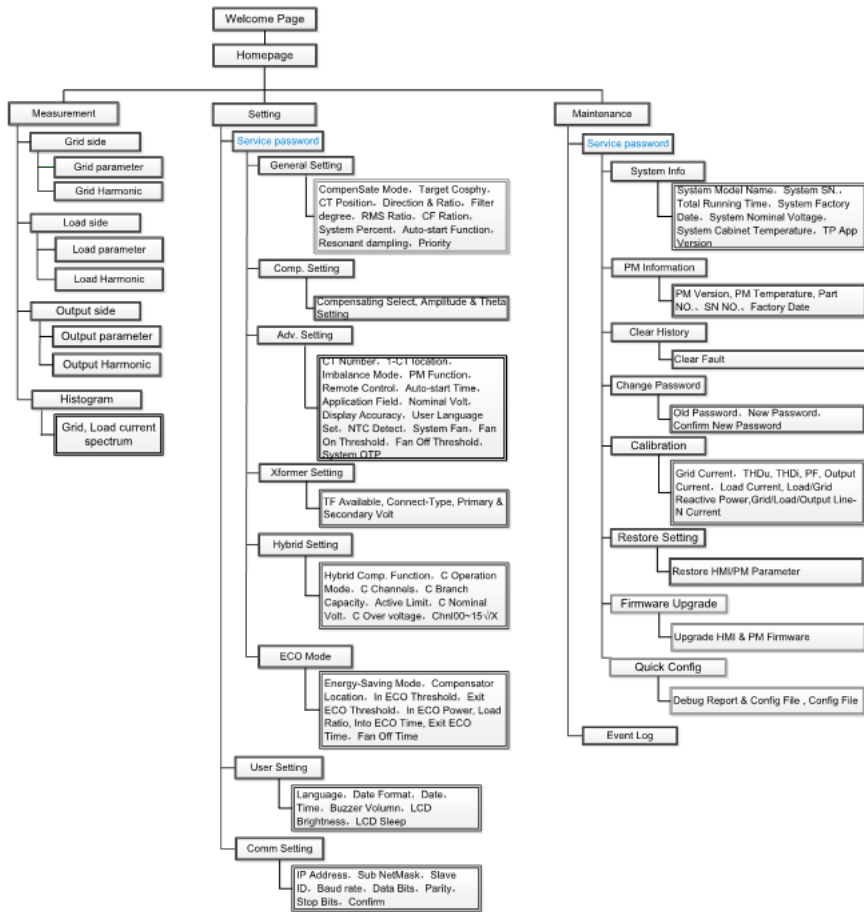 Welcome Page
Homepage
Measurement
Grid side
Grid parameter
Grid Harmonic
Load side
Load parameter
Load Harmonic
Output side
Output parameter
Output Harmonic
Histogram
Grid, Load current
spectrum
Setting
Service password
General Setting
CompenSate Mode、Target Cosphy、
CT Position、Direction & Ratio、Filter
degree、RMS Ratio、CF Ration、
System Percent、Auto-start Function、
Resonant dampling、Priority
Comp. Setting
Compensating Select, Amplitude & Theta
Setting
Adv. Setting
CT Number、1-CT location、
Imbalance Mode、PM Function、
Remote Control、Auto-start Time、
Application Field、Nominal Volt、
Display Accuracy、User Language
Set、NTC Detect、System Fan、Fan
On Threshold、Fan Off Threshold、
System OTP
Xformer Setting
TF Available, Connect-Type, Primary &
Secondary Volt
Hybrid Setting
Hybrid Comp. Function、C Operation
Mode、C Channels、C Branch
Capacity、Active Limit、C Nominal
Volt、C Over voltage、Chnl00~15√/X
ECO Mode
Energy-Saving Mode、Compensator
Location、In ECO Threshold、Exit
ECO Threshold、In ECO Power, Load
Ratio, Into ECO Time, Exit ECO
Time、Fan Off Time
User Setting
Language、Date Format、Date、
Time、Buzzer Volumn、LCD
Brightness、LCD Sleep
Comm Setting
IP Address、Sub NetMask、Slave
ID、Baud rate、Data Bits、Parity、
Stop Bits、Confirm
Maintenance
Service password
System Info
System Model Name、System SN.、
Total Running Time、System Factory
Date、System Nominal Voltage、
System Cabinet Temperature、TP App
Version
PM Information
PM Version, PM Temperature, Part
NO.、SN NO.、Factory Date
Clear History
Clear Fault
Change Password
Old Password、New Password、
Confirm New Password
Calibration
Grid Current、THDu, THDi, PF, Output
Current、Load Current, Load/Grid
Reactive Power,Grid/Load/Output Line-
N Current
Restore Setting
Restore HMI/PM Parameter
Firmware Upgrade
Upgrade HMI & PM Firmware
Quick Config
Debug Report & Config File , Config File
Event Log